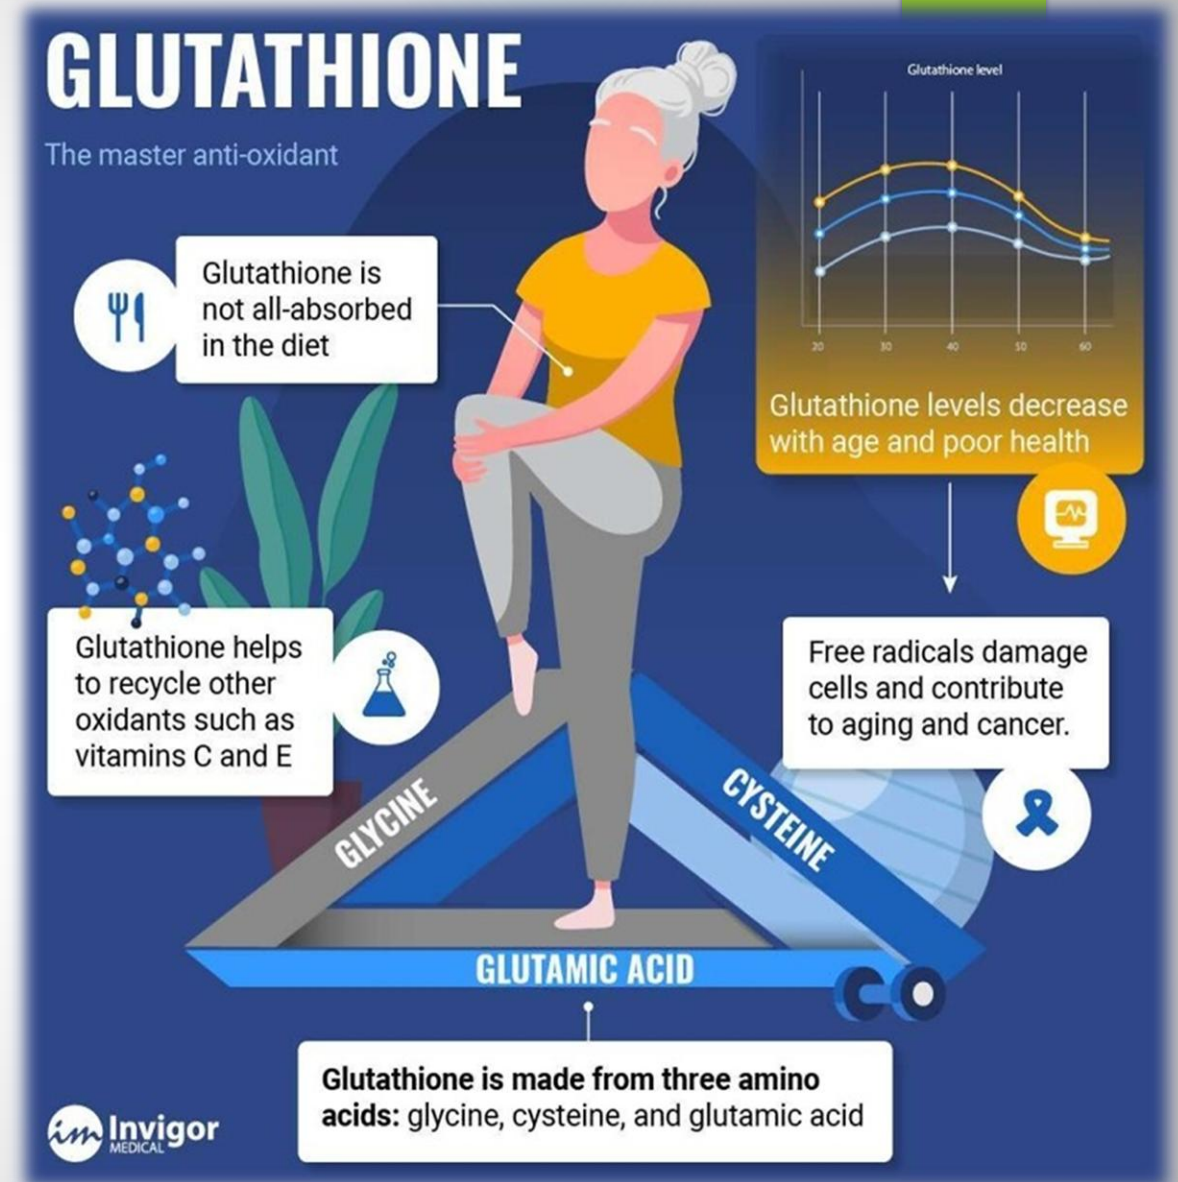 GLUTATHIONE
The master anti-oxidant
Glutathione is
not all-absorbed
in the diet
Glutathione level
20 30 40 50 60
Glutathione levels decrease
with age and poor health
Glutathione helps
to recycle other
oxidants such as
vitamins C and E
Free radicals damage
cells and contribute
to aging and cancer.
GLYCINE
CYSTEINE
GLUTAMIC ACID
Glutathione is made from three amino
acids: glycine, cysteine, and glutamic acid
im Invigor
MEDICAL